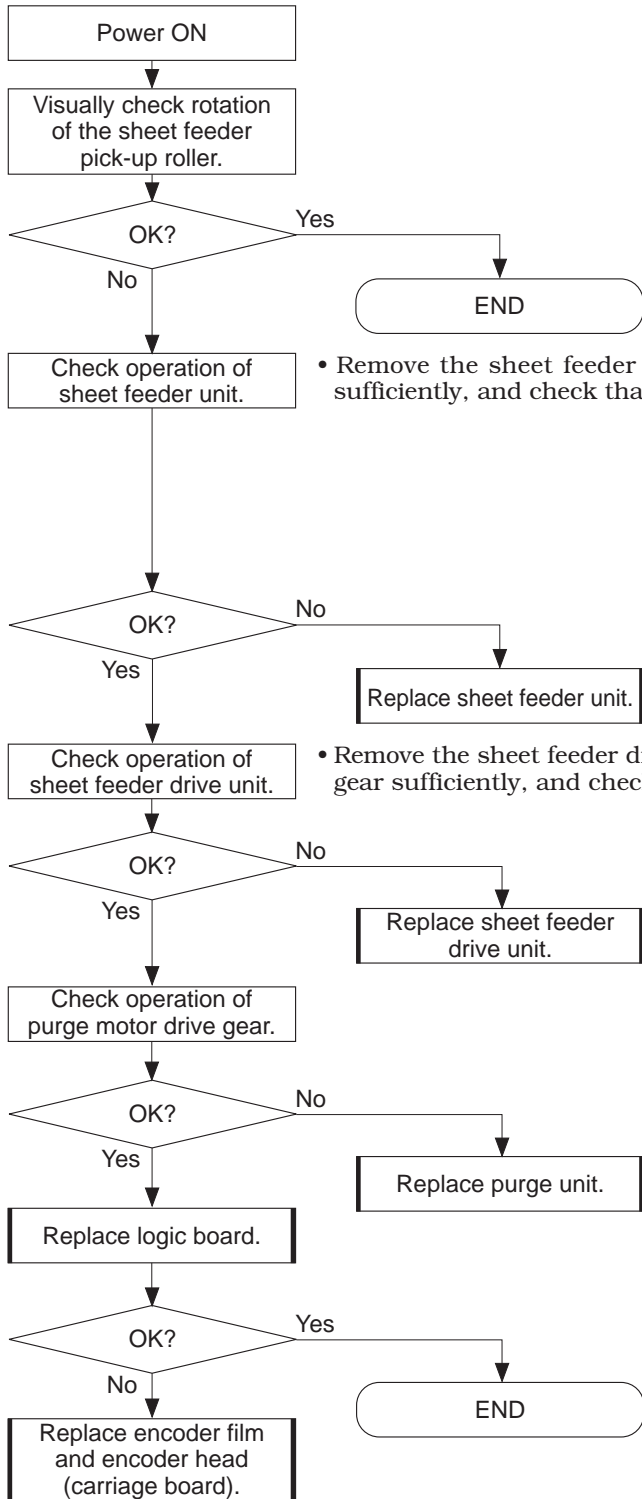 Power ON
Visually check rotation
of the sheet feeder
pick-up roller.
OK?
Yes
No
END
Check operation of
sheet feeder unit.
• Remove the sheet feeder
sufficiently, and check tha
OK?
No
Yes
Replace sheet feeder unit.
Check operation of
sheet feeder drive unit.
• Remove the sheet feeder d
gear sufficiently, and chec
OK?
No
Yes
Replace sheet feeder
drive unit.
Check operation of
purge motor drive gear.
OK?
No
Yes
Replace purge unit.
Replace logic board.
OK?
Yes
No
END
Replace encoder film
and encoder head
(carriage board).